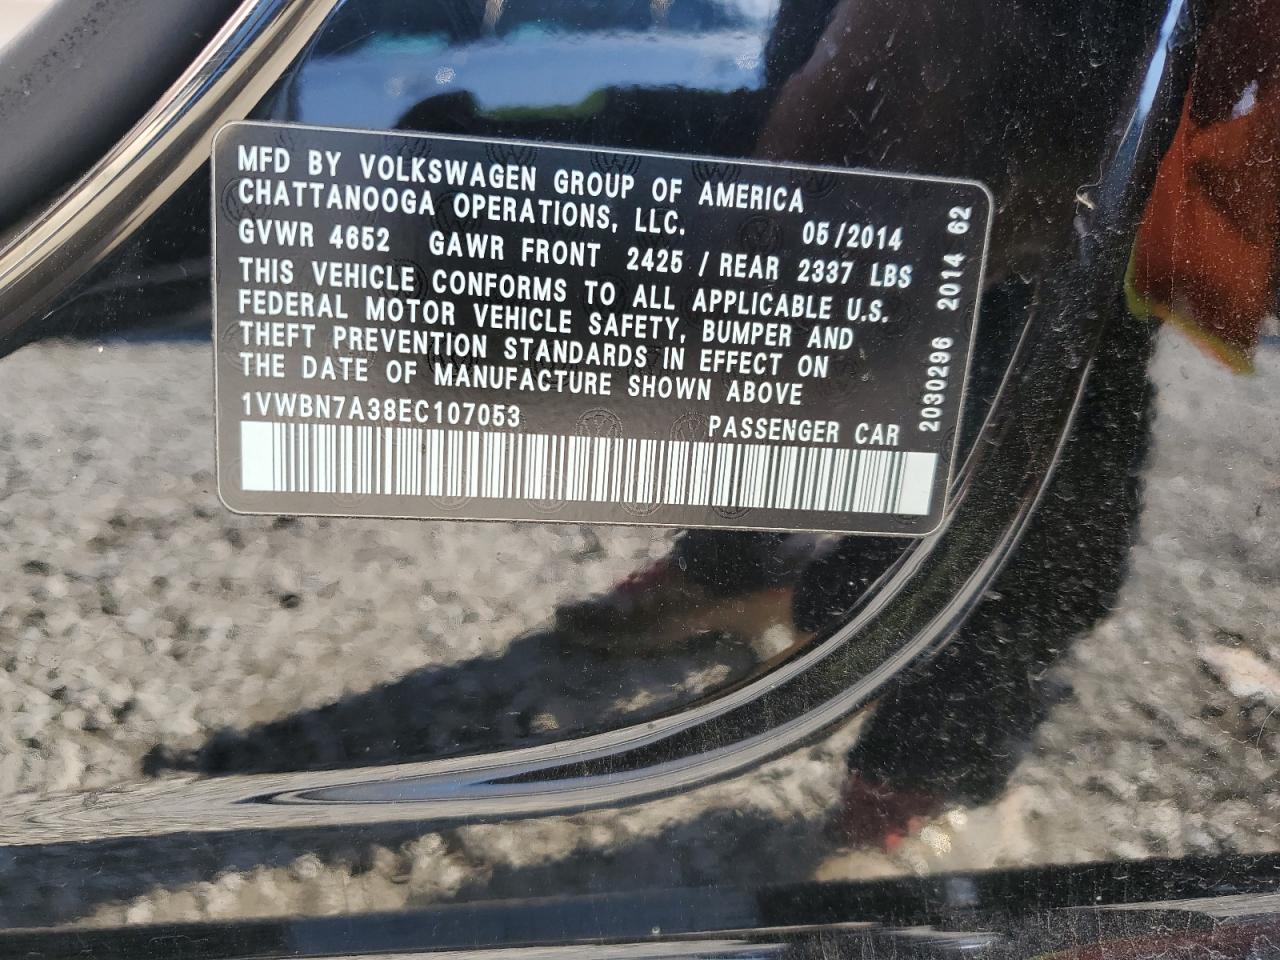 MFD BY VOLKSWAGEN GROUP OF AMERICA
CHATTANOOGA OPERATIONS, LLC. 05/2014
GVWR 4652 GAWR FRONT 2425 / REAR 2337 LBS
THIS VEHICLE CONFORMS TO ALL APPLICABLE U.S.
FEDERAL MOTOR VEHICLE SAFETY, BUMPER AND
THEFT PREVENTION STANDARDS IN EFFECT ON
THE DATE OF MANUFACTURE SHOWN ABOVE
1VWBN7A38EC107053 PASSENGER CAR
2030296 2014 62